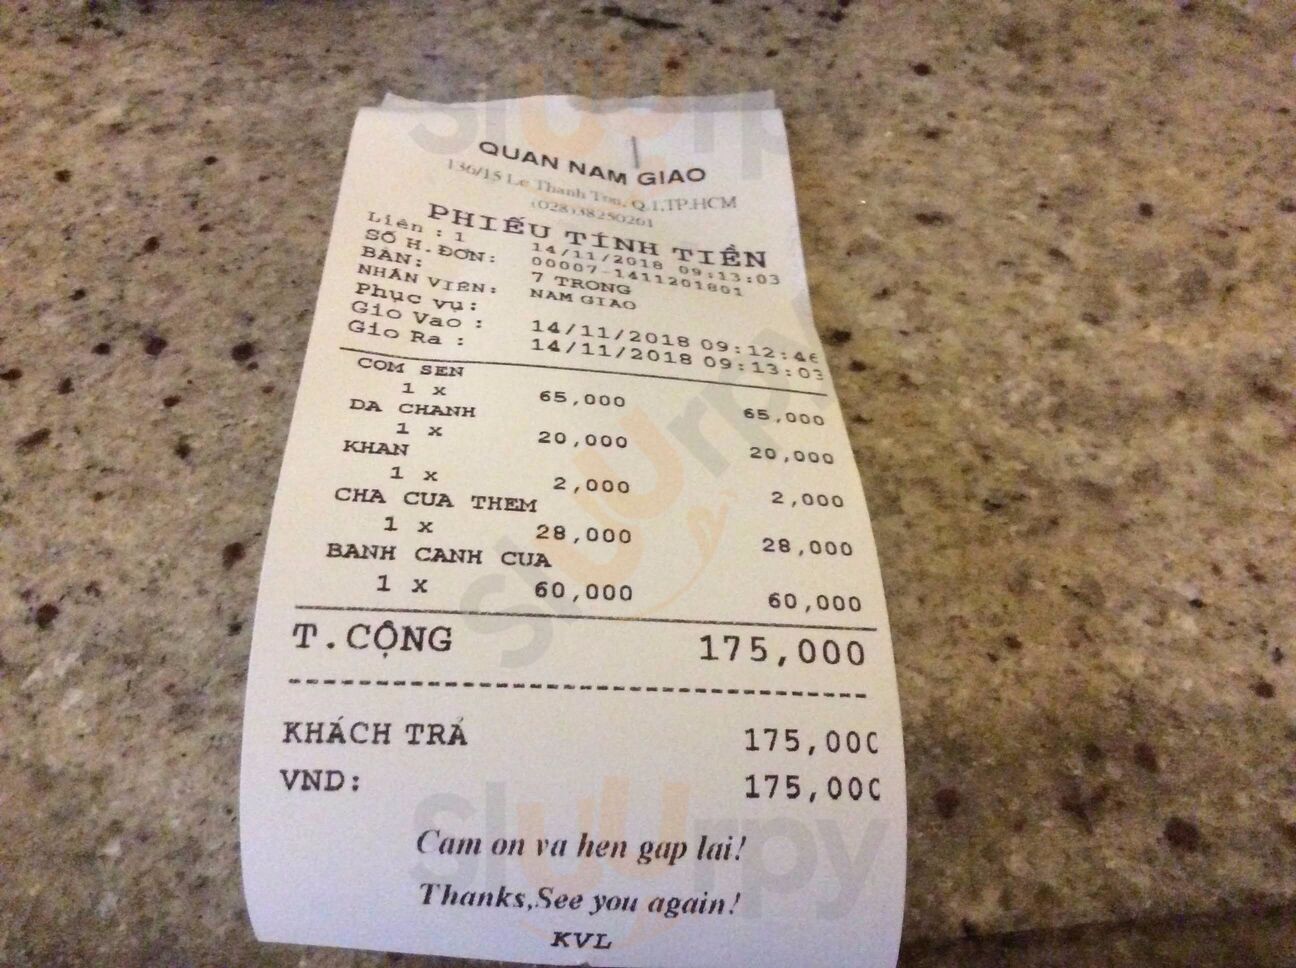 QUAN NAM GIAO
136/15 Le Thanh Ton, Q.1,TP.HCM
(028)38250261
PHIẾU TÍNH TIỀN
Liên : 1 14/11/2018 09:13:03
SỐ H.ĐƠN: 00007-1411201801
BÀN: 7 TRONG
NHÂN VIÊN: NAM GIAO
Phục vụ:
Gio Vao : 14/11/2018 09:12:46
Gio Ra : 14/11/2018 09:13:03
COM SEN
1 x 65,000 65,000
DA CHANH
1 x 20,000 20,000
KHAN
1 x 2,000 2,000
CHA CUA THEM
1 x 28,000 28,000
BANH CANH CUA
1 x 60,000 60,000
T.CỘNG 175,000
KHÁCH TRẢ 175,000
VND: 175,000
Cam on va hen gap lai!
Thanks,See you again!
KVL
sluurpy
sluurpy
sluurpy